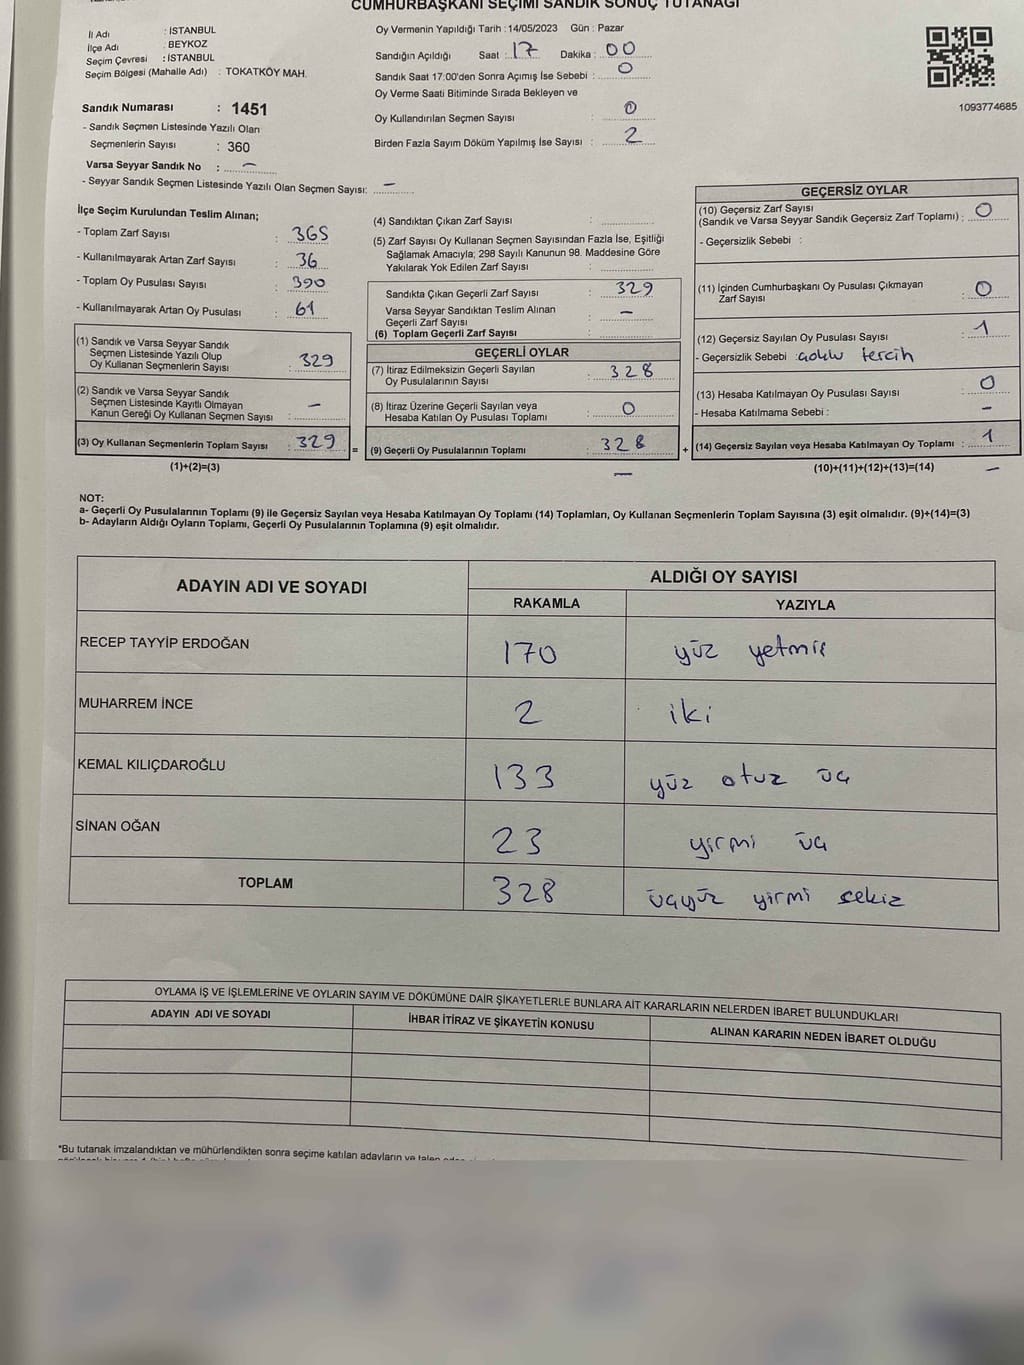 CUMHURBAŞKANI SEÇİMİ SANDIK SONUÇ TUTANAĞI
İl Adı : İSTANBUL
İlçe Adı : BEYKOZ
Seçim Çevresi : İSTANBUL
Seçim Bölgesi (Mahalle Adı) : TOKATKÖY MAH.
Sandık Numarası : 1451
- Sandık Seçmen Listesinde Yazılı Olan
Seçmenlerin Sayısı : 360
Varsa Seyyar Sandık No : –
- Seyyar Sandık Seçmen Listesinde Yazılı Olan Seçmen Sayısı: –
Oy Vermenin Yapıldığı Tarih : 14/05/2023 Gün : Pazar
Sandığın Açıldığı Saat : 17 Dakika : 00
Sandık Saat 17:00'den Sonra Açımış İse Sebebi : 0
Oy Verme Saati Bitiminde Sırada Bekleyen ve
Oy Kullandırılan Seçmen Sayısı : 0
Birden Fazla Sayım Döküm Yapılmış İse Sayısı : 2
1093774685
İlçe Seçim Kurulundan Teslim Alınan;
- Toplam Zarf Sayısı : 365
- Kullanılmayarak Artan Zarf Sayısı : 36
- Toplam Oy Pusulası Sayısı : 390
- Kullanılmayarak Artan Oy Pusulası : 61
(1) Sandık ve Varsa Seyyar Sandık
Seçmen Listesinde Yazılı Olup
Oy Kullanan Seçmenlerin Sayısı : 329
(2) Sandık ve Varsa Seyyar Sandık
Seçmen Listesinde Kayıtlı Olmayan
Kanun Gereği Oy Kullanan Seçmen Sayısı : –
(3) Oy Kullanan Seçmenlerin Toplam Sayısı : 329
(1)+(2)=(3)
(4) Sandıktan Çıkan Zarf Sayısı :
(5) Zarf Sayısı Oy Kullanan Seçmen Sayısından Fazla İse, Eşitliği
Sağlamak Amacıyla; 298 Sayılı Kanunun 98. Maddesine Göre
Yakılarak Yok Edilen Zarf Sayısı :
Sandıkta Çıkan Geçerli Zarf Sayısı : 329
Varsa Seyyar Sandıktan Teslim Alınan
Geçerli Zarf Sayısı : –
(6) Toplam Geçerli Zarf Sayısı :
GEÇERLİ OYLAR
(7) İtiraz Edilmeksizin Geçerli Sayılan
Oy Pusulalarının Sayısı : 328
(8) İtiraz Üzerine Geçerli Sayılan veya
Hesaba Katılan Oy Pusulası Toplamı : 0
= (9) Geçerli Oy Pusulalarının Toplamı : 328
–
GEÇERSİZ OYLAR
(10) Geçersiz Zarf Sayısı
(Sandık ve Varsa Seyyar Sandık Geçersiz Zarf Toplamı) : 0
- Geçersizlik Sebebi :
(11) İçinden Cumhurbaşkanı Oy Pusulası Çıkmayan
Zarf Sayısı : 0
(12) Geçersiz Sayılan Oy Pusulası Sayısı : 1
- Geçersizlik Sebebi : çoklu tercih
(13) Hesaba Katılmayan Oy Pusulası Sayısı : 0
- Hesaba Katılmama Sebebi : –
+ (14) Geçersiz Sayılan veya Hesaba Katılmayan Oy Toplamı : 1
(10)+(11)+(12)+(13)=(14) –
NOT:
a- Geçerli Oy Pusulalarının Toplamı (9) ile Geçersiz Sayılan veya Hesaba Katılmayan Oy Toplamı (14) Toplamları, Oy Kullanan Seçmenlerin Toplam Sayısına (3) eşit olmalıdır. (9)+(14)=(3)
b- Adayların Aldığı Oyların Toplamı, Geçerli Oy Pusulalarının Toplamına (9) eşit olmalıdır.
ADAYIN ADI VE SOYADI ALDIĞI OY SAYISI
RAKAMLA YAZIYLA
RECEP TAYYİP ERDOĞAN 170 yüz yetmiş
MUHARREM İNCE 2 iki
KEMAL KILIÇDAROĞLU 133 yüz otuz üç
SİNAN OĞAN 23 yirmi üç
TOPLAM 328 üçyüz yirmi sekiz
OYLAMA İŞ VE İŞLEMLERİNE VE OYLARIN SAYIM VE DÖKÜMÜNE DAİR ŞİKAYETLERLE BUNLARA AİT KARARLARIN NELERDEN İBARET BULUNDUKLARI
ADAYIN ADI VE SOYADI İHBAR İTİRAZ VE ŞİKAYETİN KONUSU ALINAN KARARIN NEDEN İBARET OLDUĞU
*Bu tutanak imzalandıktan ve mühürlendikten sonra seçime katılan adayların ve talep eden